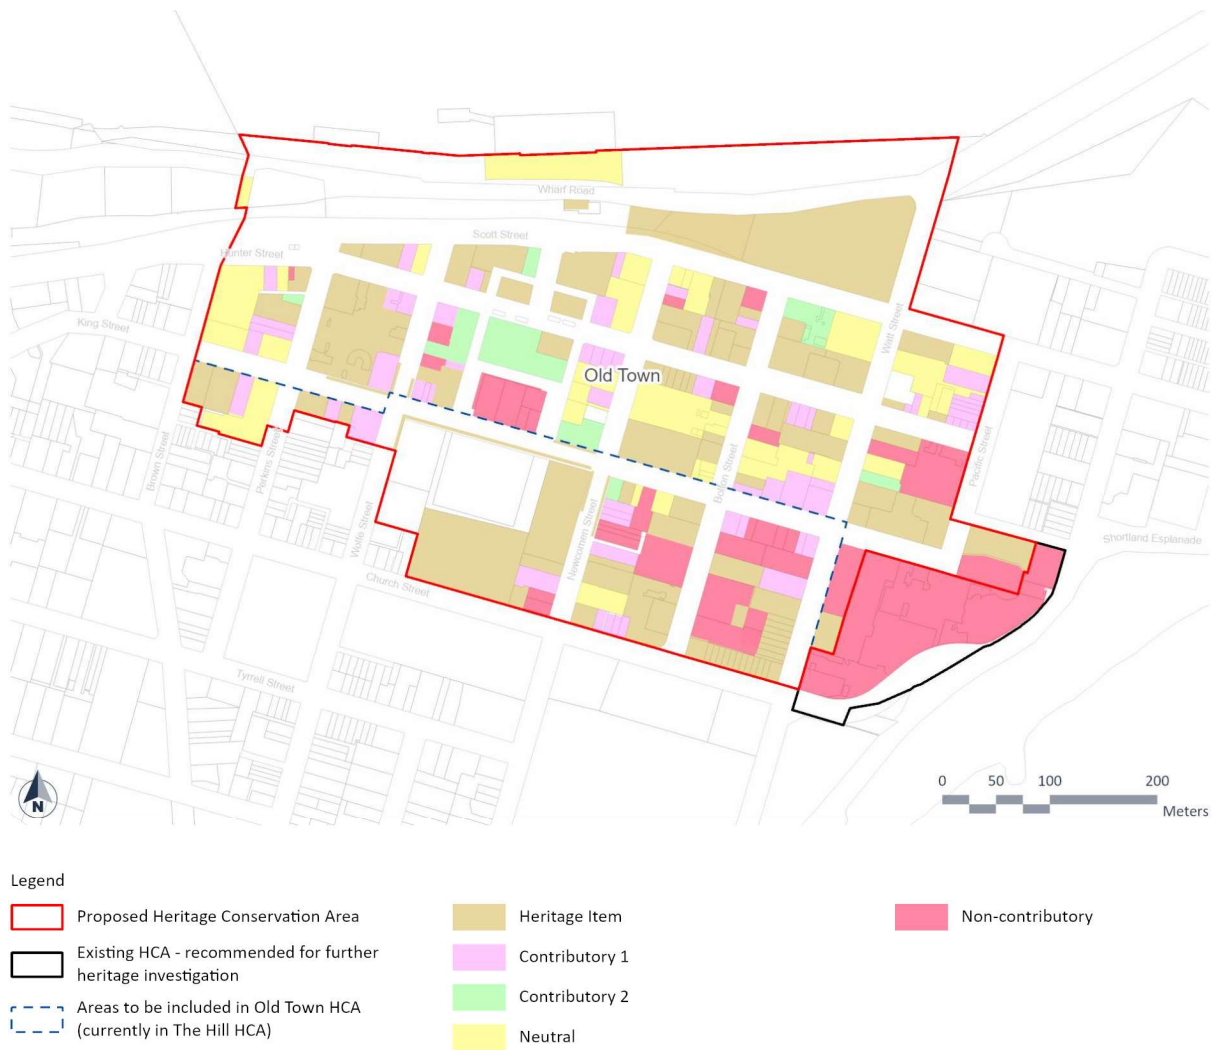 Wharf Road
Scott Street
Hunter Street
King Street
Watt Street
Old Town
Brown Street
Perkins Street
Wolfe Street
Newcomen Street
Bolton Street
Pacific Street
Shortland Esplanade
Church Street
Tyrrell Street
N
0 50 100 200
Meters
Legend
Proposed Heritage Conservation Area
Existing HCA - recommended for further
heritage investigation
Areas to be included in Old Town HCA
(currently in The Hill HCA)
Heritage Item
Contributory 1
Contributory 2
Neutral
Non-contributory